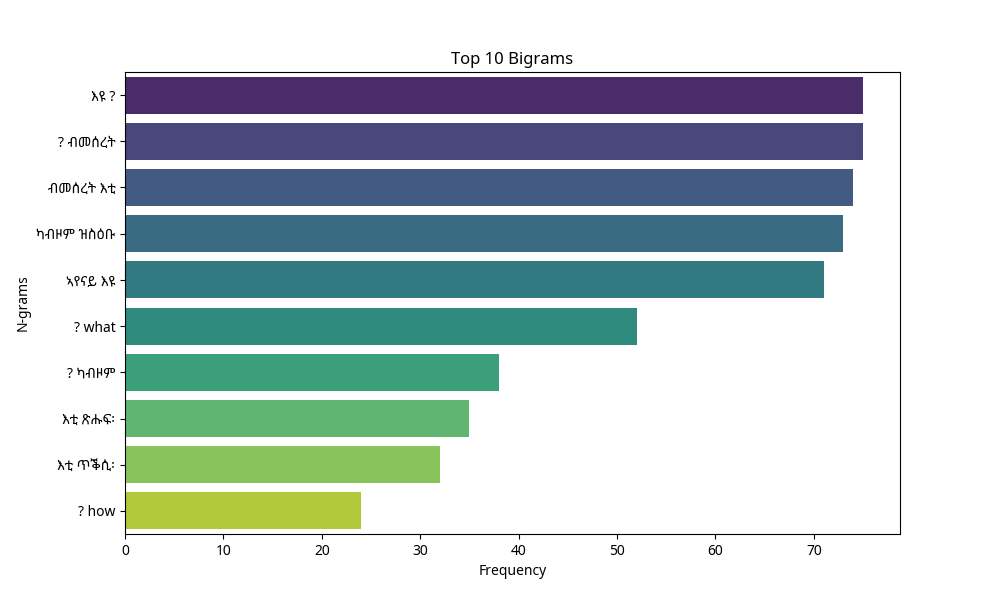 Top 10 Bigrams
እዩ ?
? ብመሰረት
ብመሰረት እቲ
ካብዞም ዝስዕቡ
ኣየናይ እዩ
? what
? ካብዞም
እቲ ጽሑፍ፡
እቲ ጥቕሲ፡
? how
N-grams
0 10 20 30 40 50 60 70
Frequency